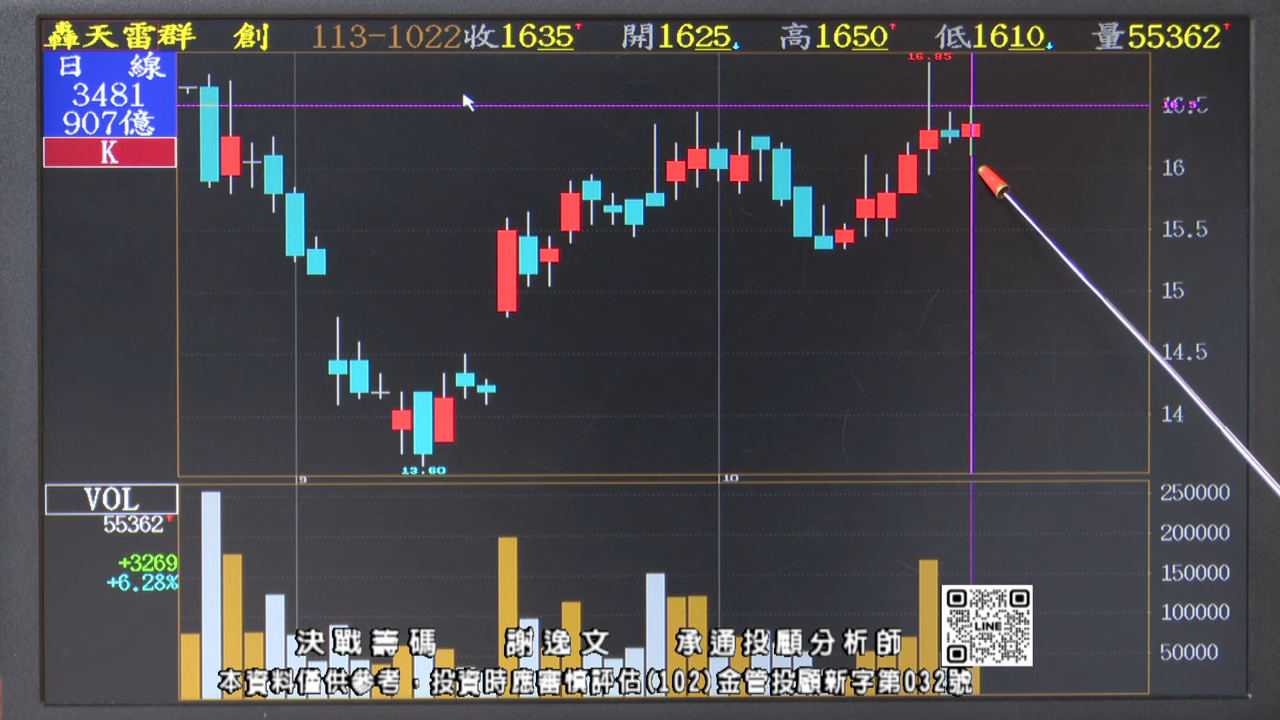 轟天雷群 創 113-1022收1635↑ 開1625↓ 高1650↑ 低1610↓ 量55362↑
日 線
3481
907億
K
16.85
16.5
16
15.5
15
14.5
14
13.60
9
10
VOL
55362↑
+3269
+6.28%
250000
200000
150000
100000
50000
LINE
決戰籌碼 謝逸文 承通投顧分析師
本資料僅供參考，投資時應審慎評估(102)金管投顧新字第032號